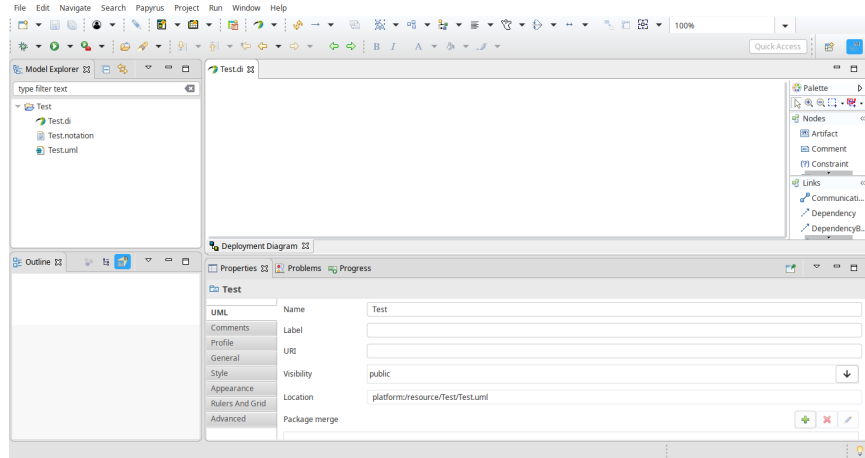 File Edit Navigate Search Papyrus Project Run Window Help
100%
B I A
Quick Access
Model Explorer
type filter text
Test
Test.di
Test.notation
Test.uml
Test.di
Deployment Diagram
Palette
Nodes
Artifact
Comment
Constraint
Links
Communicati...
Dependency
DependencyB...
Outline
Properties Problems Progress
Test
UML
Comments
Profile
General
Style
Appearance
Rulers And Grid
Advanced
Name Test
Label
URI
Visibility public
Location platform:/resource/Test/Test.uml
Package merge